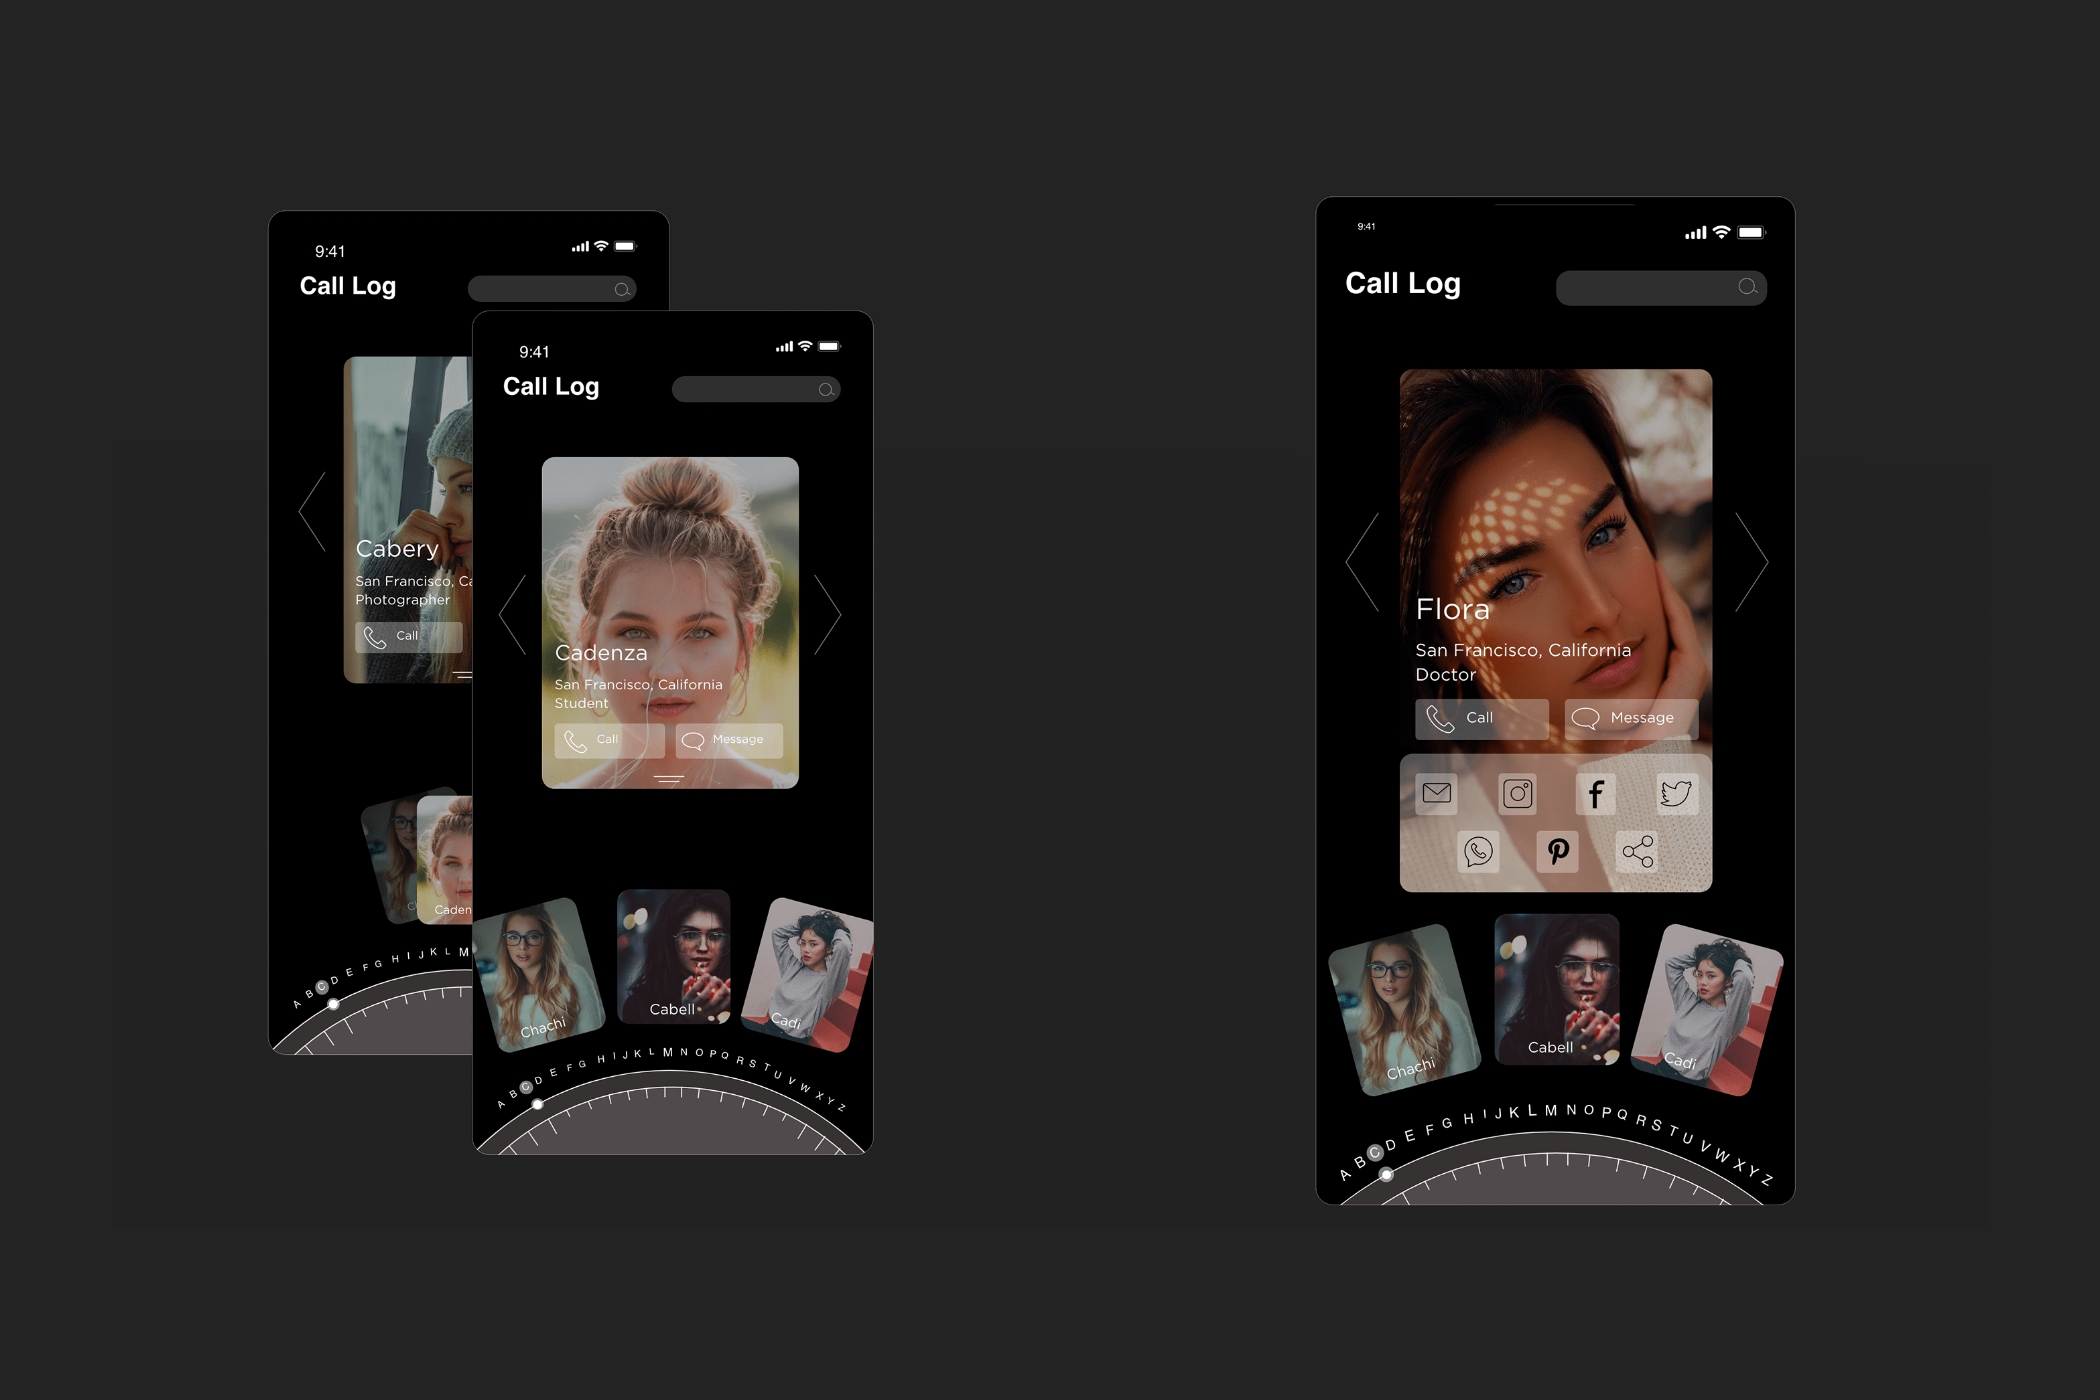 9:41
Call Log
Cabery
San Francisco, Ca
Photographer
Call
Caden
A B C D E F G H I J K L M
9:41
Call Log
Cadenza
San Francisco, California
Student
Call
Message
Chachi
Cabell
Cadi
A B C D E F G H I J K L M N O P Q R S T U V W X Y Z
9:41
Call Log
Flora
San Francisco, California
Doctor
Call
Message
Chachi
Cabell
Cadi
A B C D E F G H I J K L M N O P Q R S T U V W X Y Z